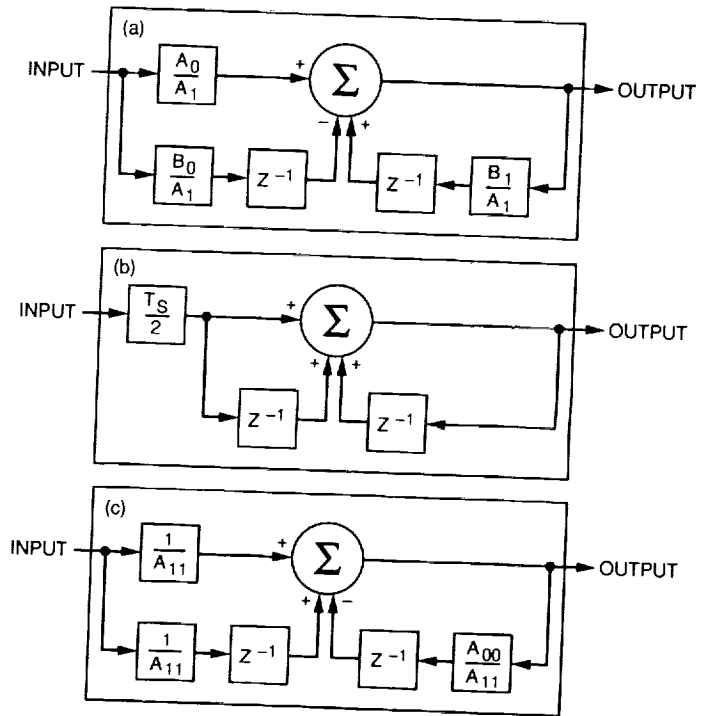 (a)
INPUT
A0
A1
+
Σ
OUTPUT
−
+
B0
A1
Z−1
Z−1
B1
A1
(b)
INPUT
TS
2
+
Σ
OUTPUT
+
+
Z−1
Z−1
(c)
INPUT
1
A11
+
Σ
OUTPUT
+
−
1
A11
Z−1
Z−1
A00
A11